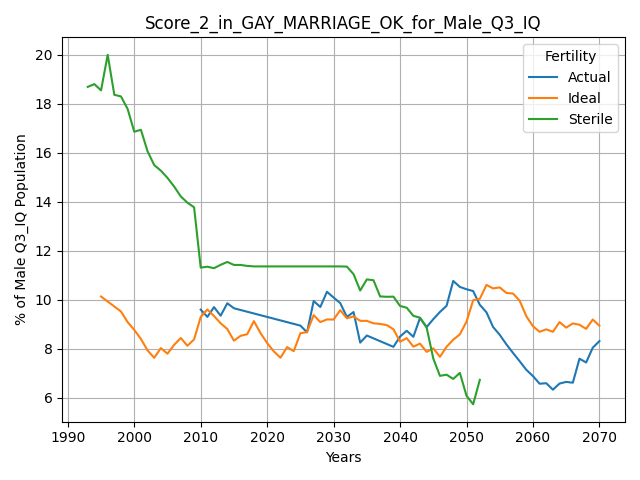 Score_2_in_GAY_MARRIAGE_OK_for_Male_Q3_IQ
Fertility
Actual
Ideal
Sterile
% of Male Q3_IQ Population
20
18
16
14
12
10
8
6
1990 2000 2010 2020 2030 2040 2050 2060 2070
Years